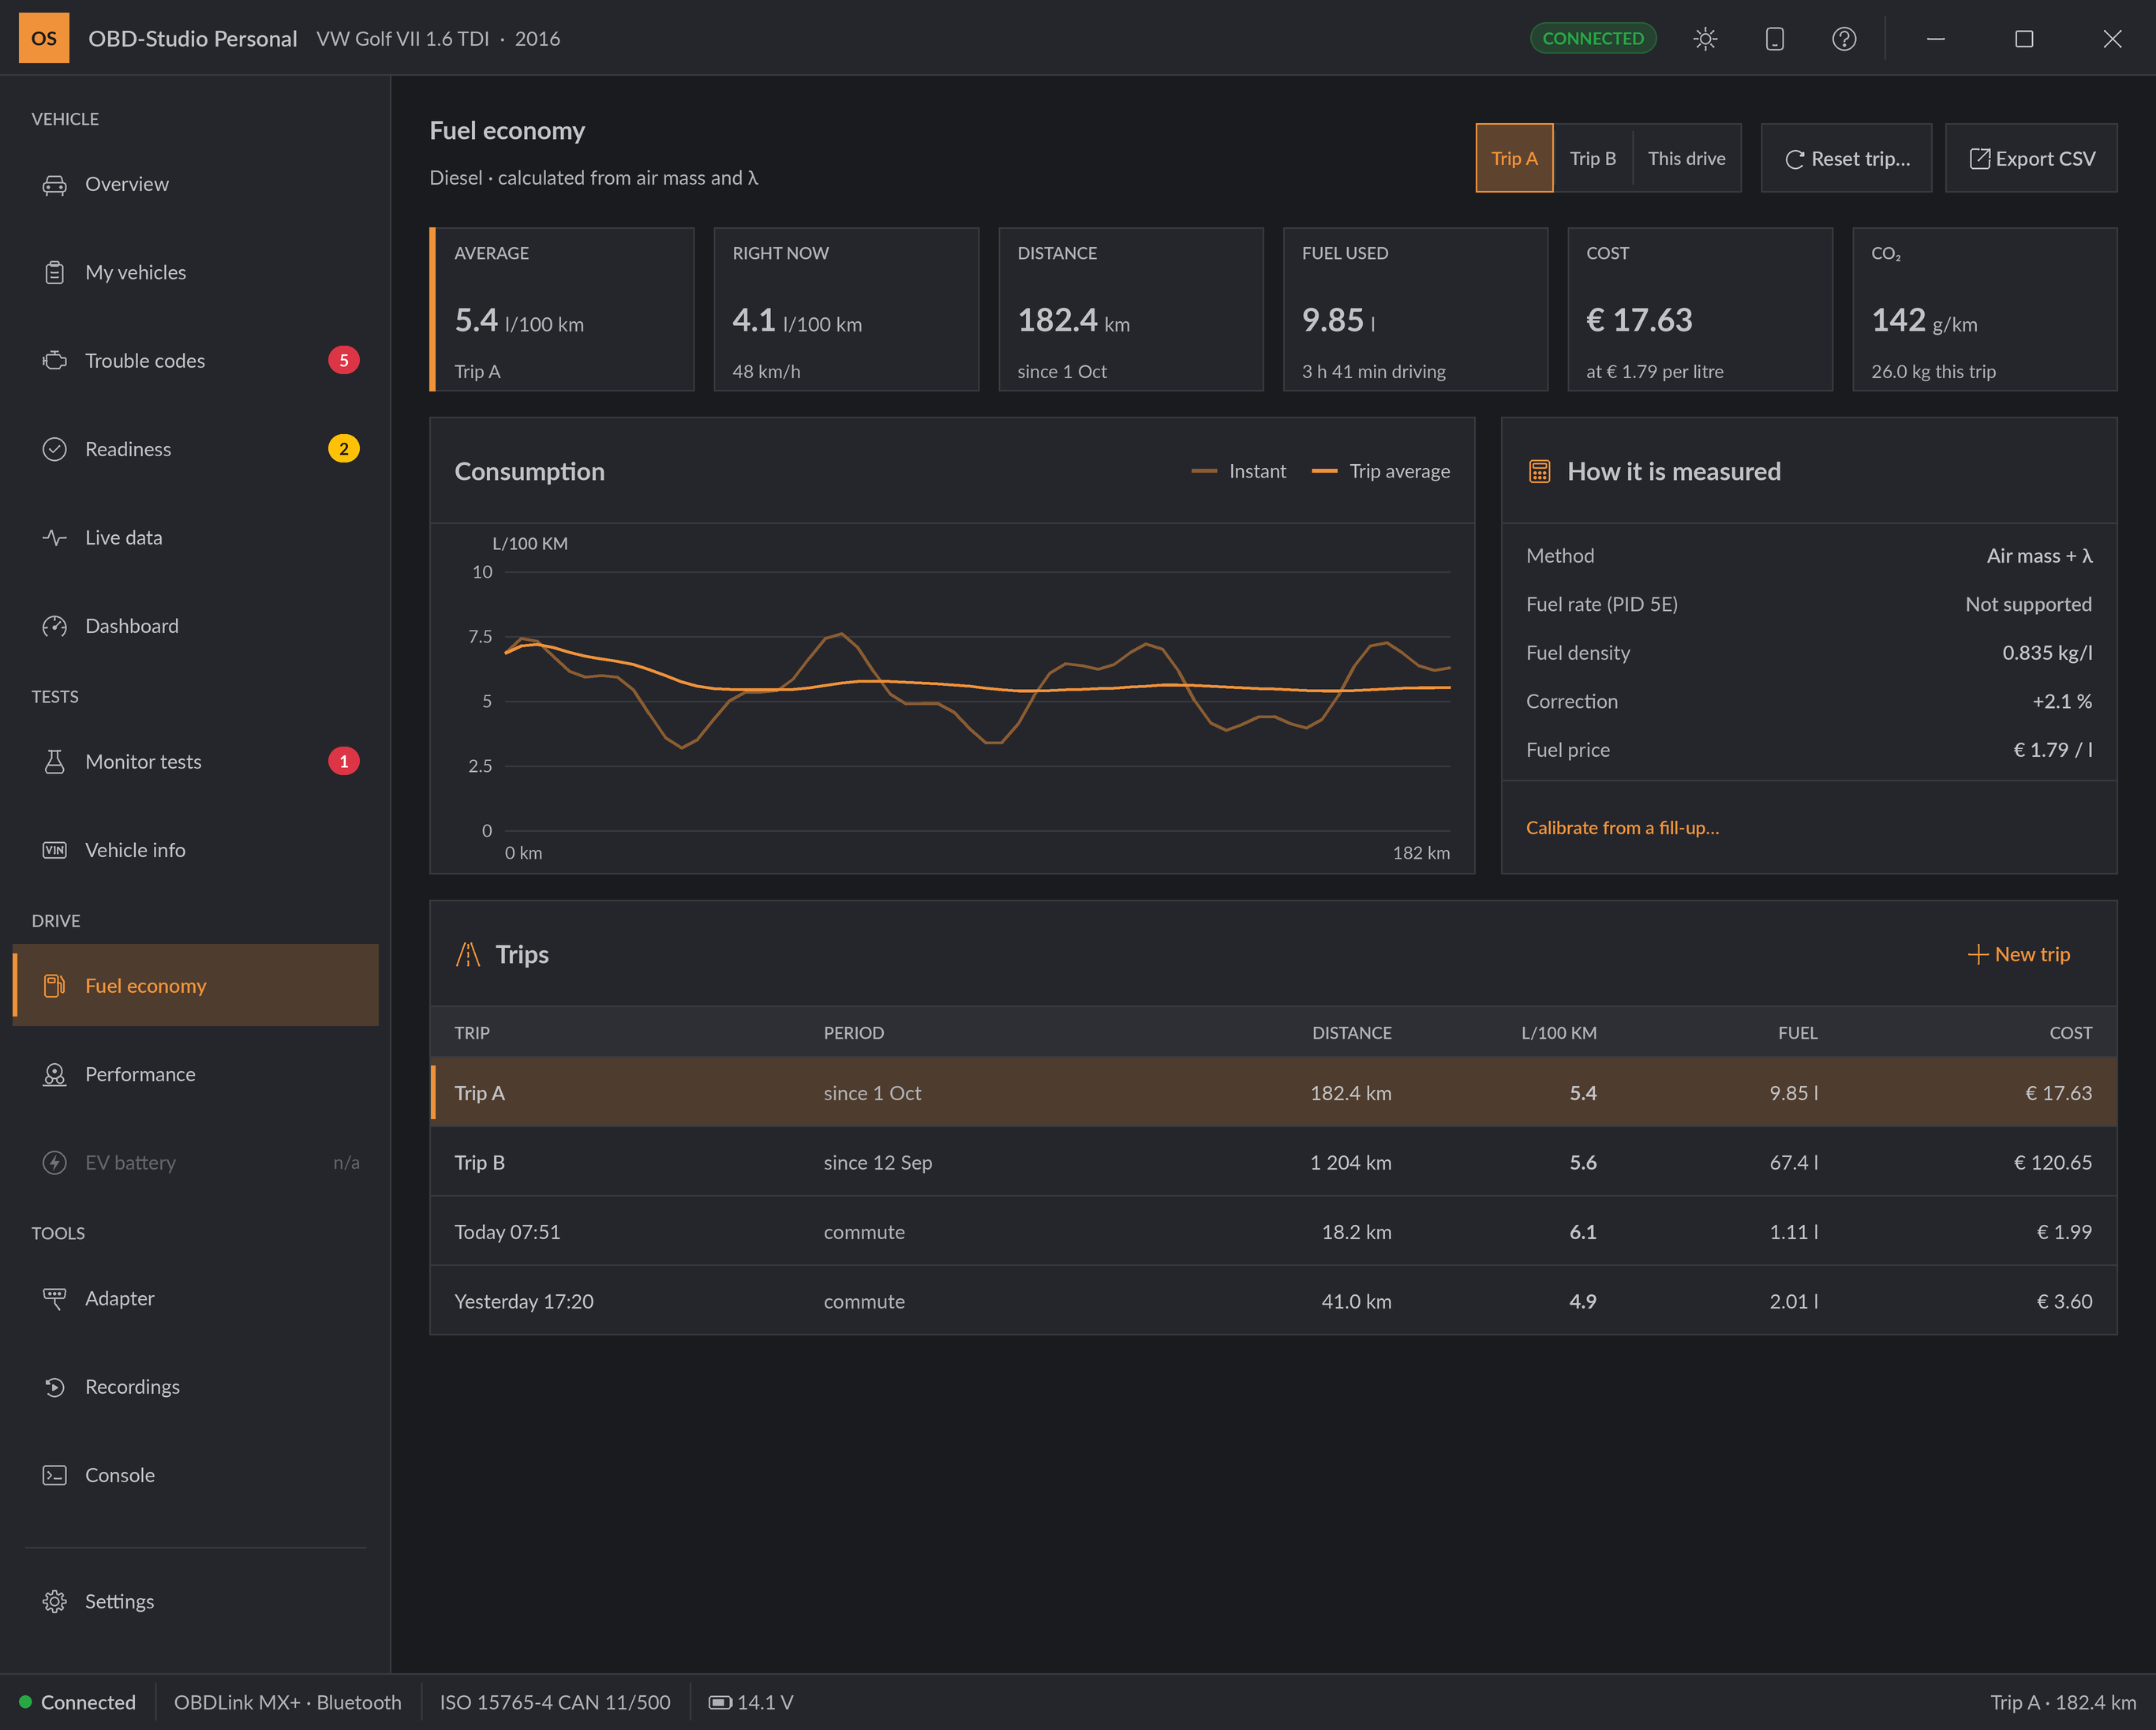 OS OBD-Studio Personal VW Golf VII 1.6 TDI · 2016 CONNECTED
VEHICLE
Overview
My vehicles
Trouble codes 5
Readiness 2
Live data
Dashboard
TESTS
Monitor tests 1
VIN Vehicle info
DRIVE
Fuel economy
Performance
EV battery n/a
TOOLS
Adapter
Recordings
Console
Settings
Fuel economy
Diesel · calculated from air mass and λ
Trip A Trip B This drive Reset trip... Export CSV
AVERAGE
5.4 l/100 km
Trip A
RIGHT NOW
4.1 l/100 km
48 km/h
DISTANCE
182.4 km
since 1 Oct
FUEL USED
9.85 l
3 h 41 min driving
COST
€ 17.63
at € 1.79 per litre
CO₂
142 g/km
26.0 kg this trip
Consumption Instant Trip average
L/100 KM
10
7.5
5
2.5
0
0 km 182 km
How it is measured
Method Air mass + λ
Fuel rate (PID 5E) Not supported
Fuel density 0.835 kg/l
Correction +2.1 %
Fuel price € 1.79 / l
Calibrate from a fill-up...
Trips New trip
TRIP PERIOD DISTANCE L/100 KM FUEL COST
Trip A since 1 Oct 182.4 km 5.4 9.85 l € 17.63
Trip B since 12 Sep 1 204 km 5.6 67.4 l € 120.65
Today 07:51 commute 18.2 km 6.1 1.11 l € 1.99
Yesterday 17:20 commute 41.0 km 4.9 2.01 l € 3.60
Connected OBDLink MX+ · Bluetooth ISO 15765-4 CAN 11/500 14.1 V Trip A · 182.4 km